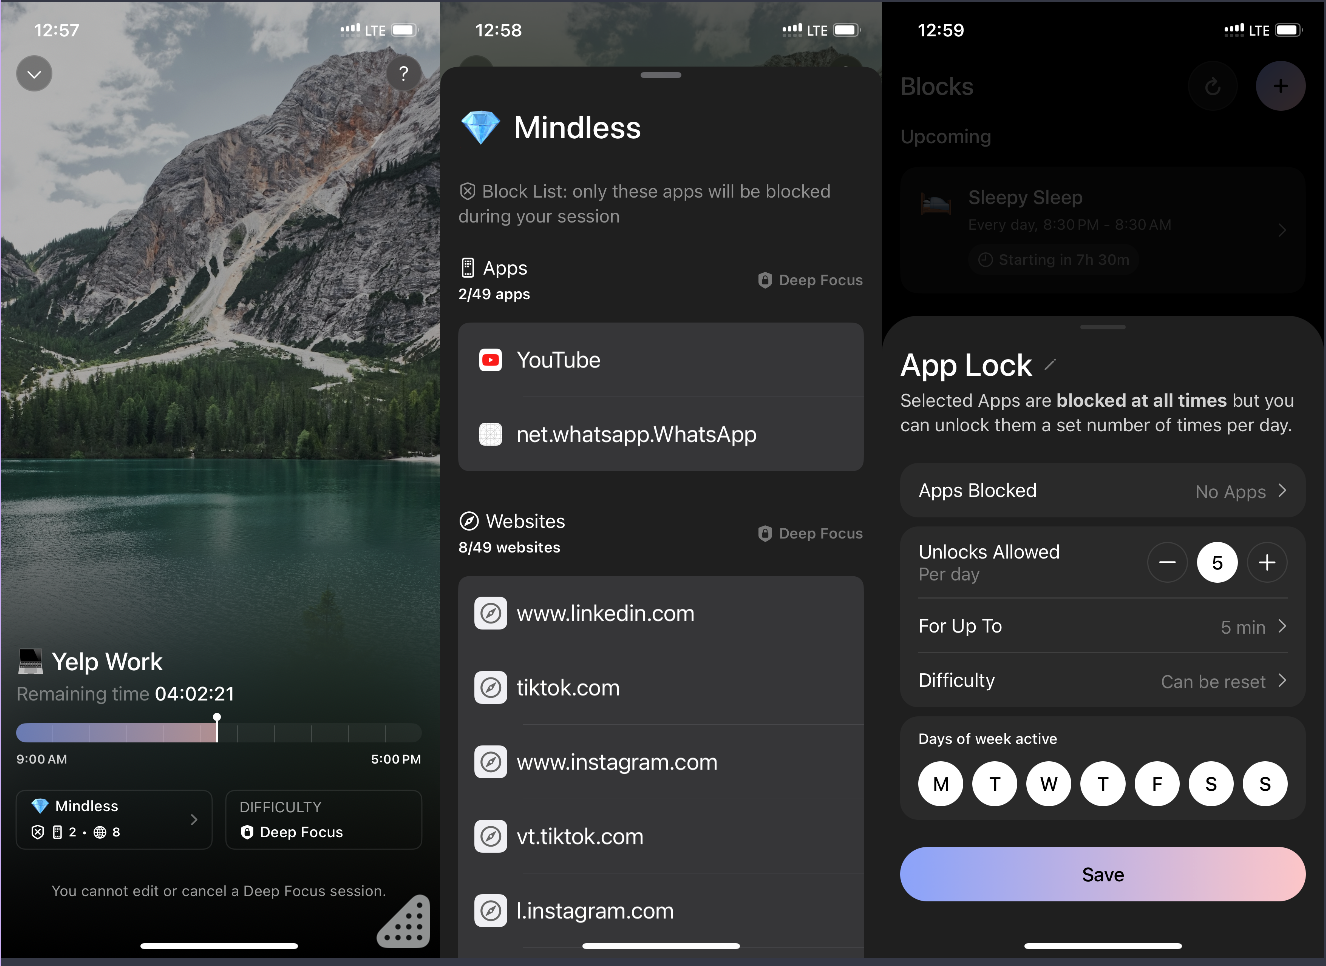 12:57
LTE
?
Yelp Work
Remaining time 04:02:21
9:00 AM
5:00 PM
Mindless
2 • 8
DIFFICULTY
Deep Focus
You cannot edit or cancel a Deep Focus session.
12:58
LTE
Mindless
Block List: only these apps will be blocked
during your session
Apps
2/49 apps
Deep Focus
YouTube
net.whatsapp.WhatsApp
Websites
8/49 websites
Deep Focus
www.linkedin.com
tiktok.com
www.instagram.com
vt.tiktok.com
l.instagram.com
12:59
LTE
Blocks
Upcoming
Sleepy Sleep
Every day, 8:30 PM - 8:30 AM
Starting in 7h 30m
App Lock
Selected Apps are blocked at all times but you
can unlock them a set number of times per day.
Apps Blocked
No Apps
Unlocks Allowed
Per day
5
For Up To
5 min
Difficulty
Can be reset
Days of week active
M T W T F S S
Save